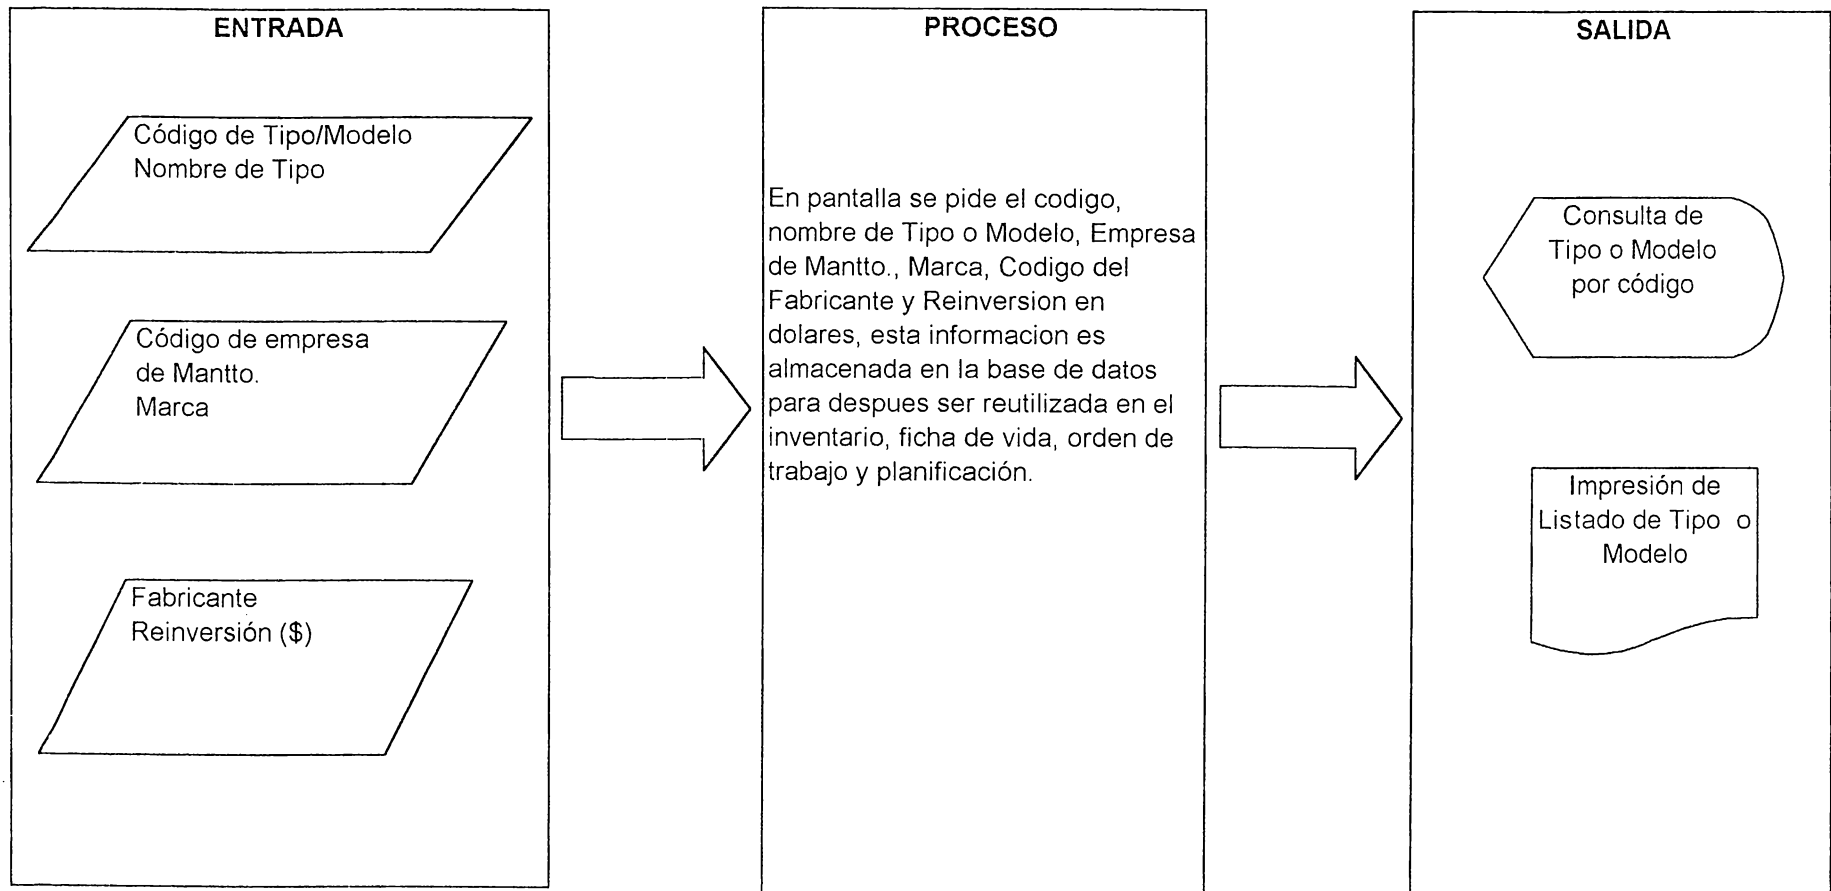 ENTRADA
Código de Tipo/Modelo
Nombre de Tipo
Código de empresa
de Mantto.
Marca
Fabricante
Reinversión ($)
PROCESO
En pantalla se pide el codigo,
nombre de Tipo o Modelo, Empresa
de Mantto., Marca, Codigo del
Fabricante y Reinversion en
dolares, esta informacion es
almacenada en la base de datos
para despues ser reutilizada en el
inventario, ficha de vida, orden de
trabajo y planificación.
SALIDA
Consulta de
Tipo o Modelo
por código
Impresión de
Listado de Tipo o
Modelo